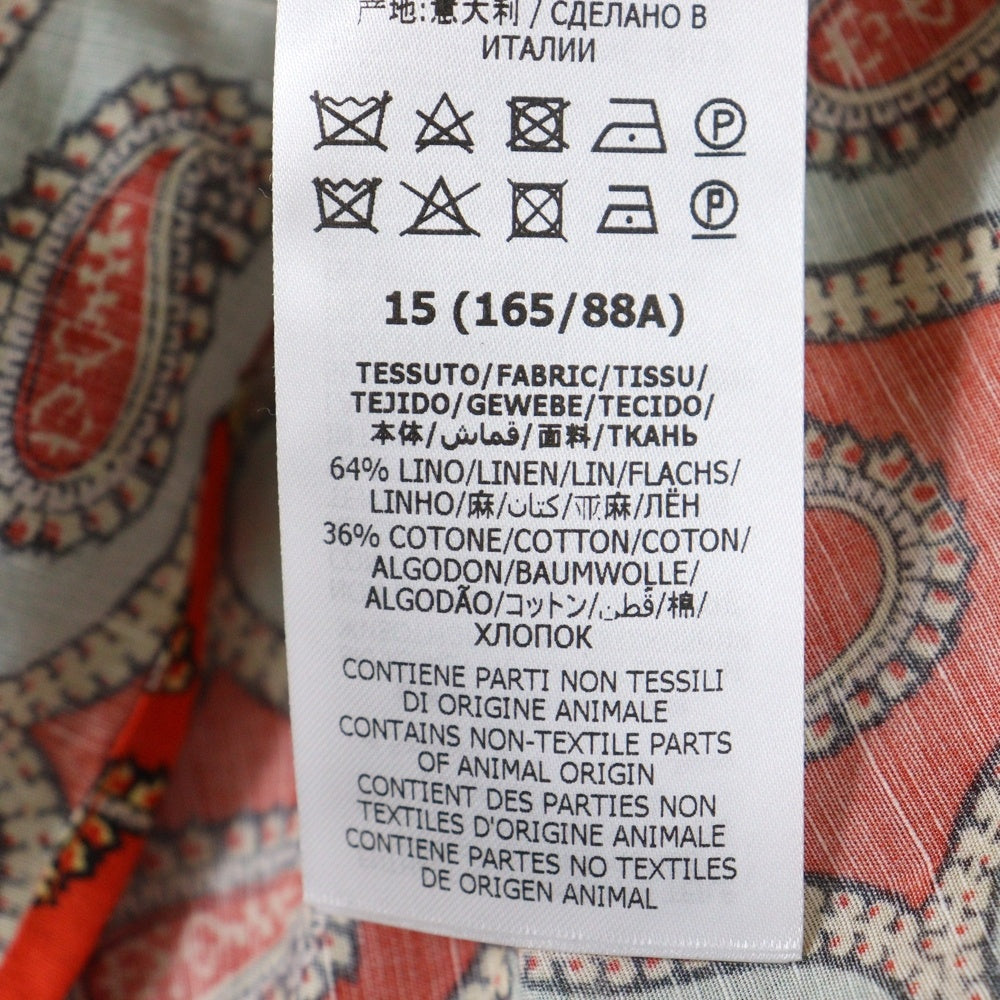 产地:意大利 / СДЕЛАНО В
ИТАЛИИ
P
P
15 (165/88A)
TESSUTO/FABRIC/TISSU/
TEJIDO/GEWEBE/TECIDO/
本体/قماش/面料/ТКАНЬ
64% LINO/LINEN/LIN/FLACHS/
LINHO/麻/كتان/亚麻/ЛЁН
36% COTONE/COTTON/COTON/
ALGODON/BAUMWOLLE/
ALGODÃO/コットン/قطن/棉/
ХЛОПОК
CONTIENE PARTI NON TESSILI
DI ORIGINE ANIMALE
CONTAINS NON-TEXTILE PARTS
OF ANIMAL ORIGIN
CONTIENT DES PARTIES NON
TEXTILES D'ORIGINE ANIMALE
CONTIENE PARTES NO TEXTILES
DE ORIGEN ANIMAL